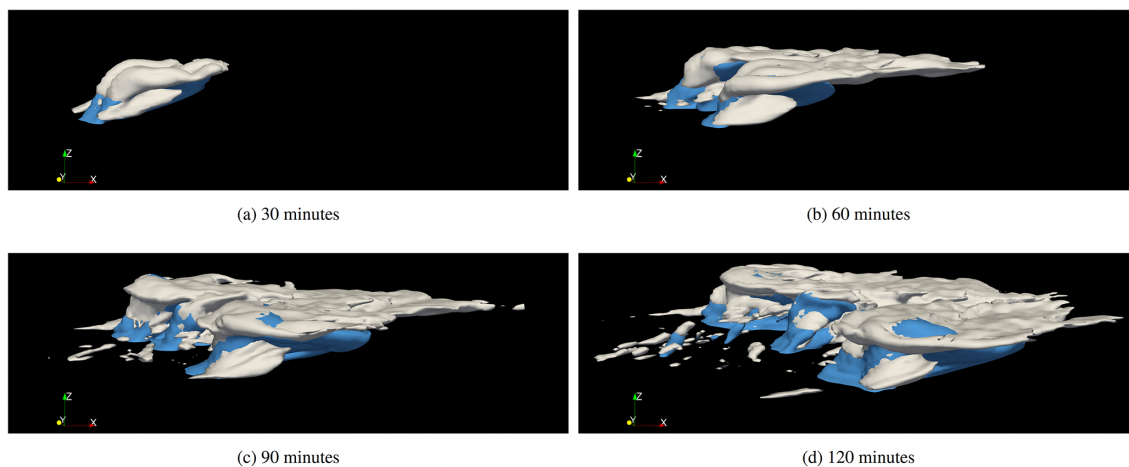 Z
Y X
(a) 30 minutes
Z
Y X
(b) 60 minutes
Z
Y X
(c) 90 minutes
Z
Y X
(d) 120 minutes